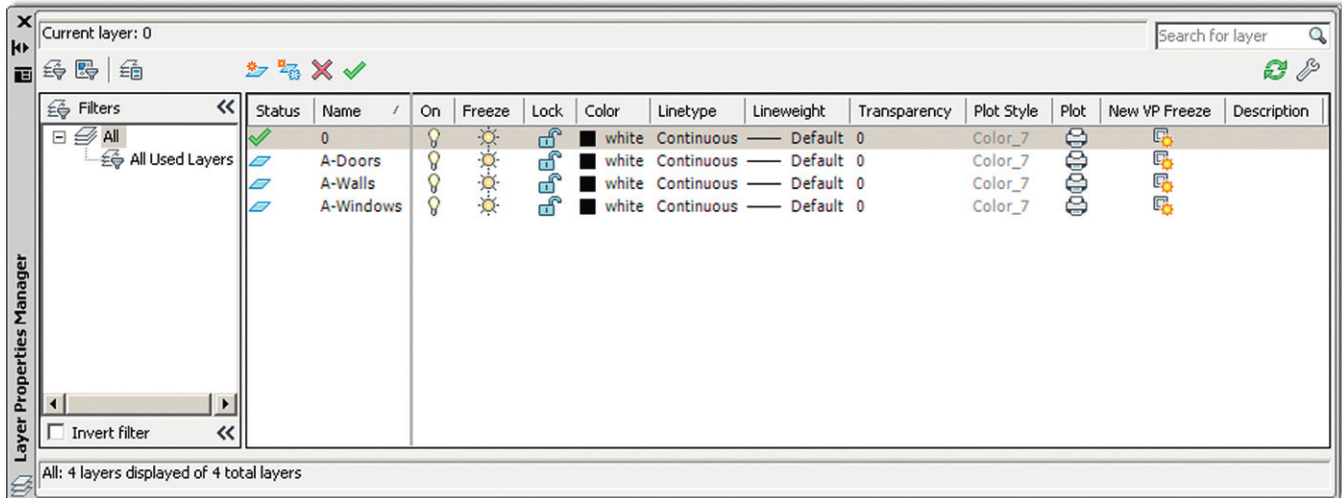 Current layer: 0
Search for layer
Filters
Status Name / On Freeze Lock Color Linetype Lineweight Transparency Plot Style Plot New VP Freeze Description
All
All Used Layers
0 white Continuous Default 0 Color_7
A-Doors white Continuous Default 0 Color_7
A-Walls white Continuous Default 0 Color_7
A-Windows white Continuous Default 0 Color_7
Invert filter
All: 4 layers displayed of 4 total layers
Layer Properties Manager